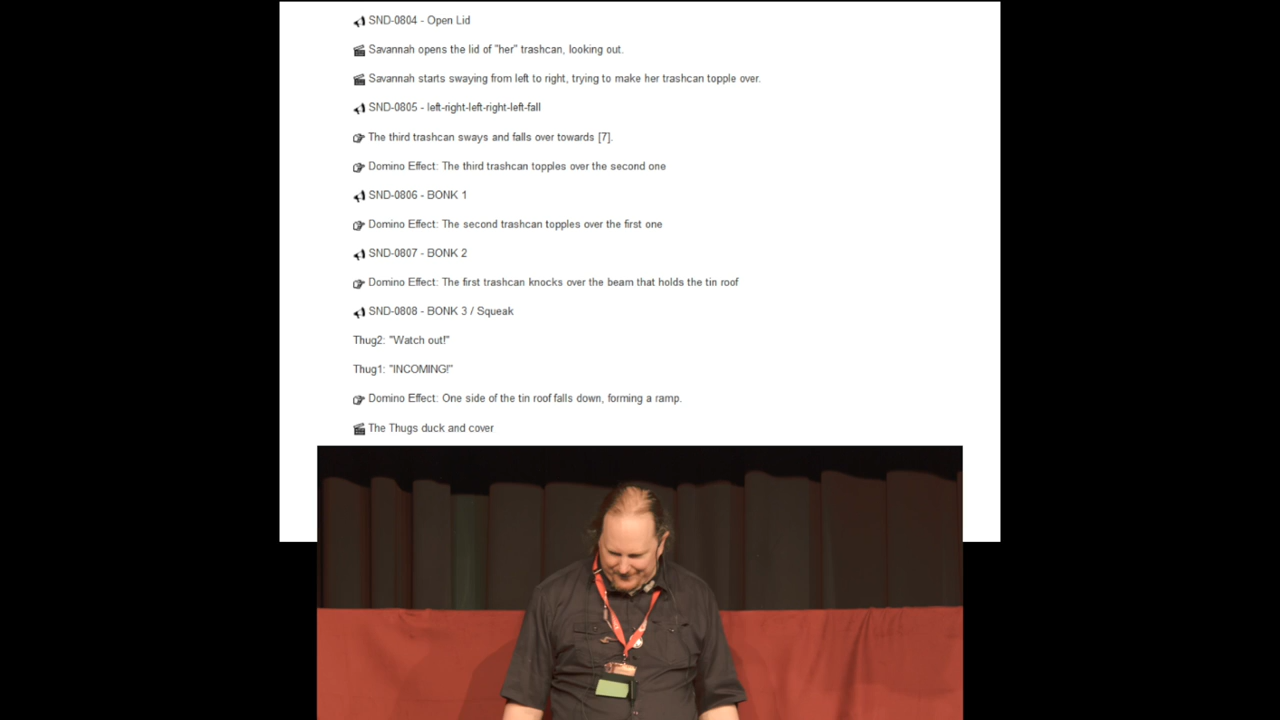 SND-0804 - Open Lid
Savannah opens the lid of "her" trashcan, looking out.
Savannah starts swaying from left to right, trying to make her trashcan topple over.
SND-0805 - left-right-left-right-left-fall
The third trashcan sways and falls over towards [7].
Domino Effect: The third trashcan topples over the second one
SND-0806 - BONK 1
Domino Effect: The second trashcan topples over the first one
SND-0807 - BONK 2
Domino Effect: The first trashcan knocks over the beam that holds the tin roof
SND-0808 - BONK 3 / Squeak
Thug2: "Watch out!"
Thug1: "INCOMING!"
Domino Effect: One side of the tin roof falls down, forming a ramp.
The Thugs duck and cover